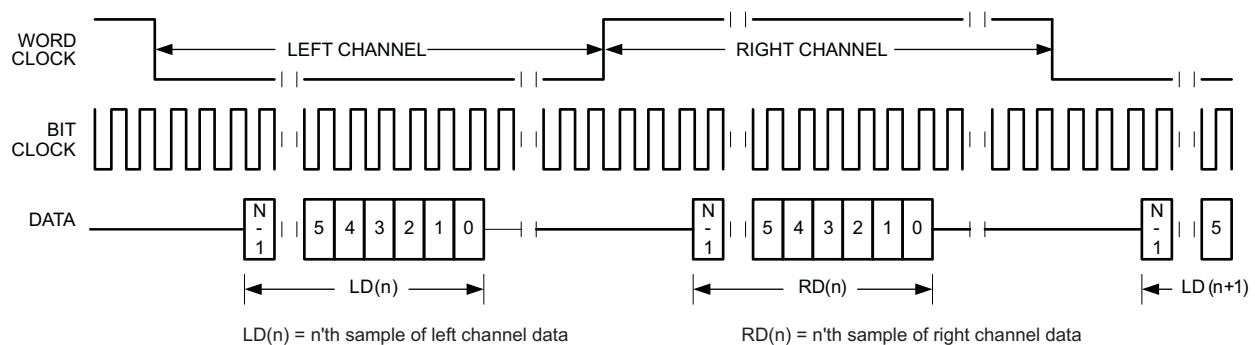 WORD
CLOCK
LEFT CHANNEL
RIGHT CHANNEL
BIT
CLOCK
DATA
N
-
1
5 4 3 2 1 0
N
-
1
5 4 3 2 1 0
N
-
1
5
LD(n)
RD(n)
LD (n+1)
LD(n) = n'th sample of left channel data
RD(n) = n'th sample of right channel data